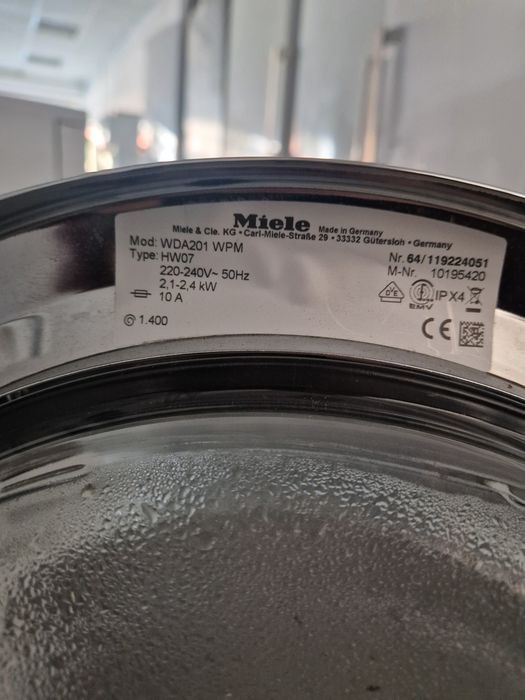 Miele Made in Germany
Miele & Cie. KG • Carl-Miele-Straße 29 • 33332 Gütersloh • Germany
Mod: WDA201 WPM
Nr. 64/119224051
Type: HW07
M-Nr. 10195420
220-240V~ 50Hz
2,1-2,4 kW
10 A
IPX4
EMV
1.400
CE